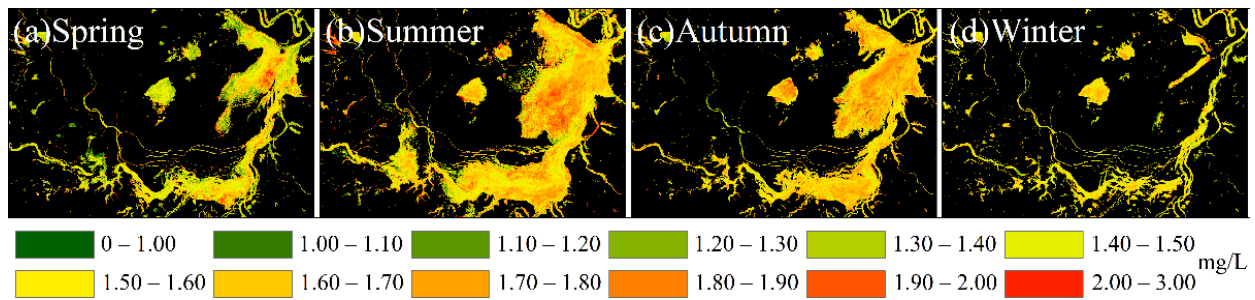 (a)Spring (b)Summer (c)Autumn (d)Winter
0 – 1.00 1.00 – 1.10 1.10 – 1.20 1.20 – 1.30 1.30 – 1.40 1.40 – 1.50
mg/L
1.50 – 1.60 1.60 – 1.70 1.70 – 1.80 1.80 – 1.90 1.90 – 2.00 2.00 – 3.00